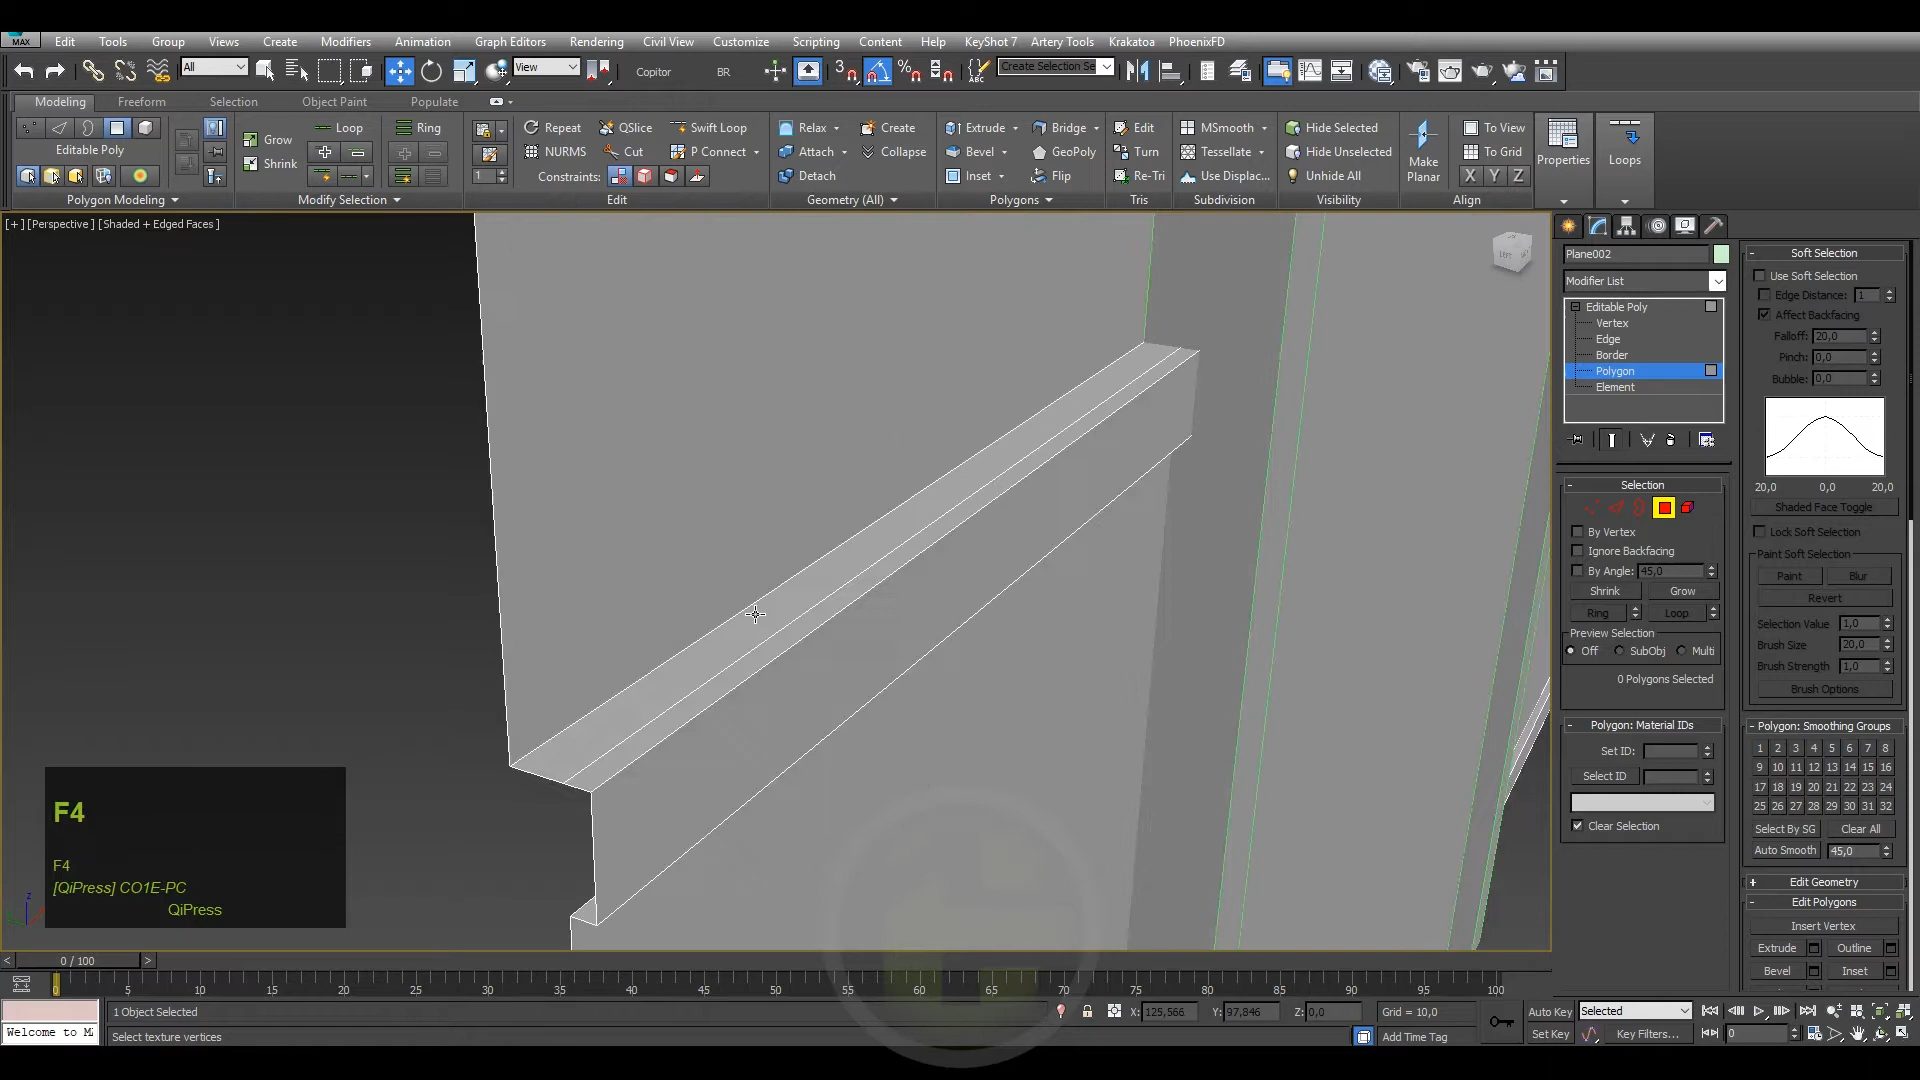 MAX Edit Tools Group Views Create Modifiers Animation Graph Editors Rendering Civil View Customize Scripting Content Help KeyShot 7 Artery Tools Krakatoa PhoenixFD
All View Copitor BR 3 % ABC Create Selection Se
Modeling Freeform Selection Object Paint Populate
Grow Loop Ring Repeat QSlice Swift Loop Relax Create Extrude Bridge Edit MSmooth Hide Selected To View
Editable Poly Shrink NURMS Cut P Connect Attach Collapse Bevel GeoPoly Turn Tessellate Hide Unselected Make Planar To Grid Properties Loops
1 Constraints: Detach Inset Flip Re-Tri Use Displac... Unhide All X Y Z
Polygon Modeling Modify Selection Edit Geometry (All) Polygons Tris Subdivision Visibility Align
[+] [Perspective ] [Shaded + Edged Faces ]
LEFT
Plane002
Modifier List
Editable Poly
Vertex
Edge
Border
Polygon
Element
- Selection
By Vertex
Ignore Backfacing
By Angle: 45,0
Shrink Grow
Ring Loop
Preview Selection
Off SubObj Multi
0 Polygons Selected
- Polygon: Material IDs
Set ID:
Select ID
Clear Selection
- Soft Selection
Use Soft Selection
Edge Distance: 1
Affect Backfacing
Falloff: 20,0
Pinch: 0,0
Bubble: 0,0
20,0 0,0 20,0
Shaded Face Toggle
Lock Soft Selection
Paint Soft Selection
Paint Blur
Revert
Selection Value 1,0
Brush Size 20,0
Brush Strength 1,0
Brush Options
- Polygon: Smoothing Groups
1 2 3 4 5 6 7 8
9 10 11 12 13 14 15 16
17 18 19 20 21 22 23 24
25 26 27 28 29 30 31 32
Select By SG Clear All
Auto Smooth 45,0
+ Edit Geometry
- Edit Polygons
Insert Vertex
Extrude Outline
Bevel Inset
F4
F4
[QiPress] CO1E-PC
QiPress
z
< 0 / 100 >
0 5 10 15 20 25 30 35 40 45 50 55 60 65 70 75 80 85 90 95 100
1 Object Selected X: 125,566 Y: 97,846 Z: 0,0 Grid = 10,0 Auto Key Selected
Welcome to M Select texture vertices Add Time Tag Set Key Key Filters... 0